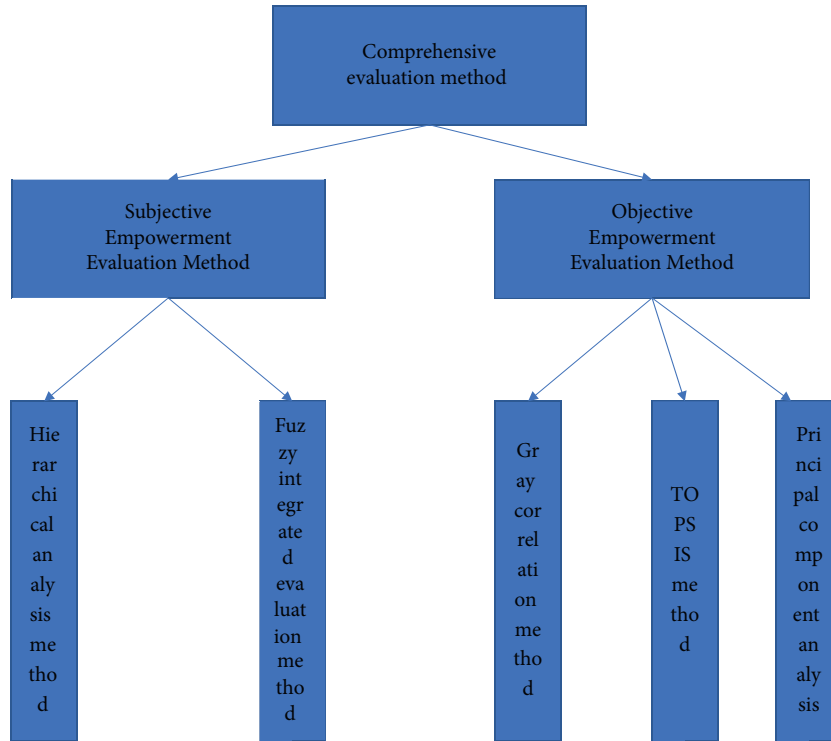 Comprehensive
evaluation method
Subjective
Empowerment
Evaluation Method
Objective
Empowerment
Evaluation Method
Hie
rar
chi
cal
an
aly
sis
me
tho
d
Fuz
zy
int
egr
ate
d
eva
luat
ion
me
tho
d
Gr
ay
cor
rel
ati
on
me
tho
d
TO
PS
IS
me
tho
d
Pri
nci
pal
co
mp
on
ent
an
aly
sis